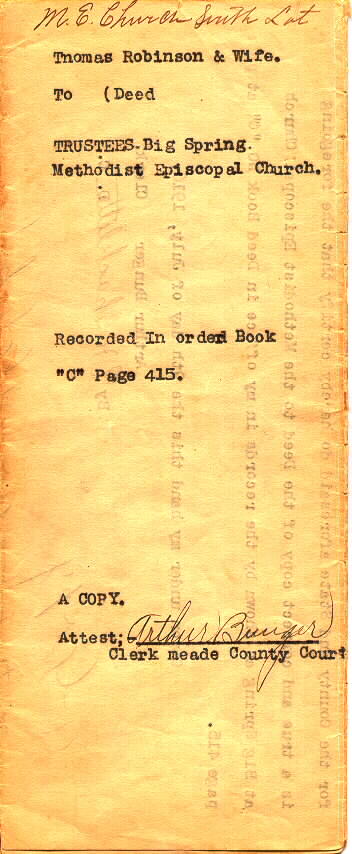 M. E. Church South Lot
Tnomas Robinson & Wife.
To (Deed
TRUSTEES-Big Spring.
Methodist Episcopal Church.
Recorded In order Book
"C" Page 415.
A COPY.
Attest; Arthur Bunger
Clerk meade County Court